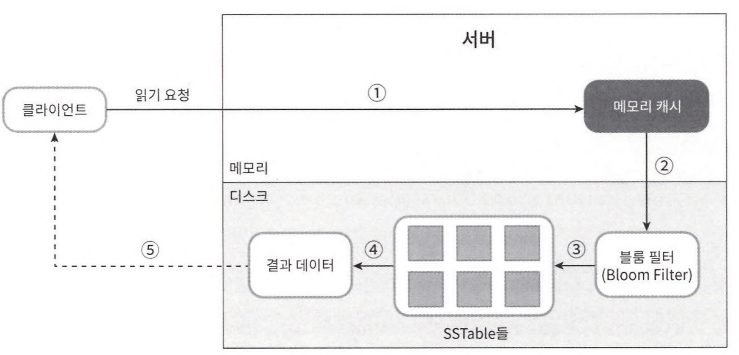 서버
클라이언트
읽기 요청
①
메모리 캐시
②
메모리
디스크
⑤
결과 데이터
④
③
블룸 필터
(Bloom Filter)
SSTable들